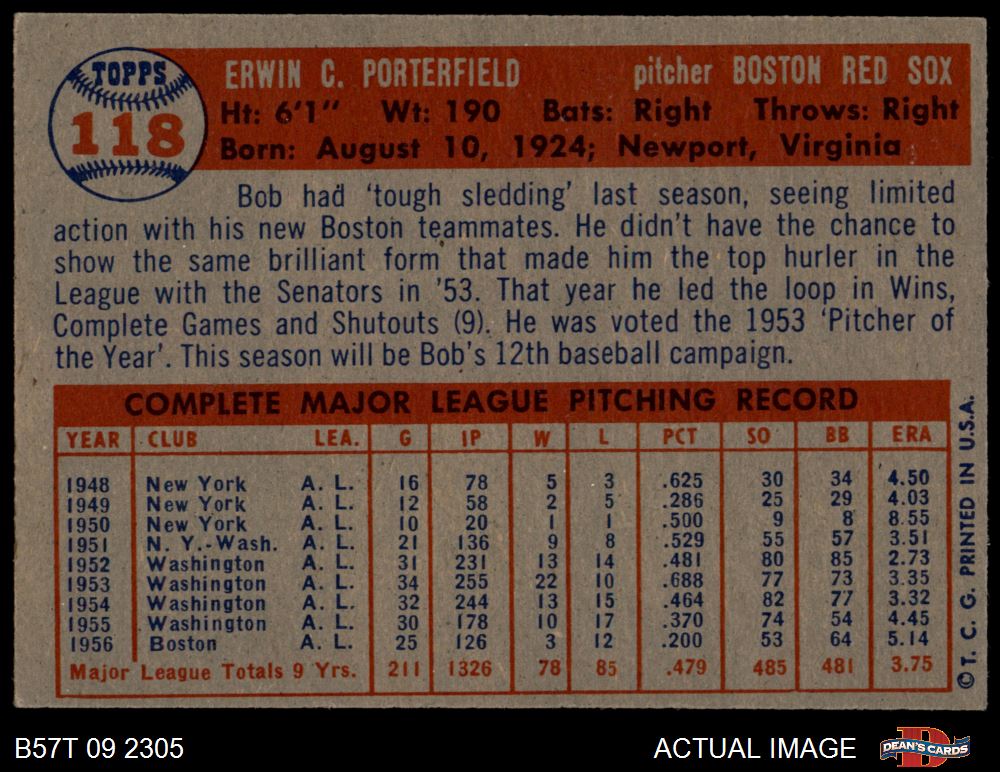 TOPPS
118
ERWIN C. PORTERFIELD pitcher BOSTON RED SOX
Ht: 6'1" Wt: 190 Bats: Right Throws: Right
Born: August 10, 1924; Newport, Virginia
Bob had 'tough sledding' last season, seeing limited
action with his new Boston teammates. He didn't have the chance to
show the same brilliant form that made him the top hurler in the
League with the Senators in '53. That year he led the loop in Wins,
Complete Games and Shutouts (9). He was voted the 1953 'Pitcher of
the Year'. This season will be Bob's 12th baseball campaign.
COMPLETE MAJOR LEAGUE PITCHING RECORD
YEAR CLUB LEA. G IP W L PCT SO BB ERA
1948 New York A. L. 16 78 5 3 .625 30 34 4.50
1949 New York A. L. 12 58 2 5 .286 25 29 4.03
1950 New York A. L. 10 20 1 1 .500 9 8 8.55
1951 N. Y.-Wash. A. L. 21 136 9 8 .529 55 57 3.51
1952 Washington A. L. 31 231 13 14 .481 80 85 2.73
1953 Washington A. L. 34 255 22 10 .688 77 73 3.35
1954 Washington A. L. 32 244 13 15 .464 82 77 3.32
1955 Washington A. L. 30 178 10 17 .370 74 54 4.45
1956 Boston A. L. 25 126 3 12 .200 53 64 5.14
Major League Totals 9 Yrs. 211 1326 78 85 .479 485 481 3.75
© T. C. G. PRINTED IN U.S.A.
B57T 09 2305 ACTUAL IMAGE DEAN'S CARDS